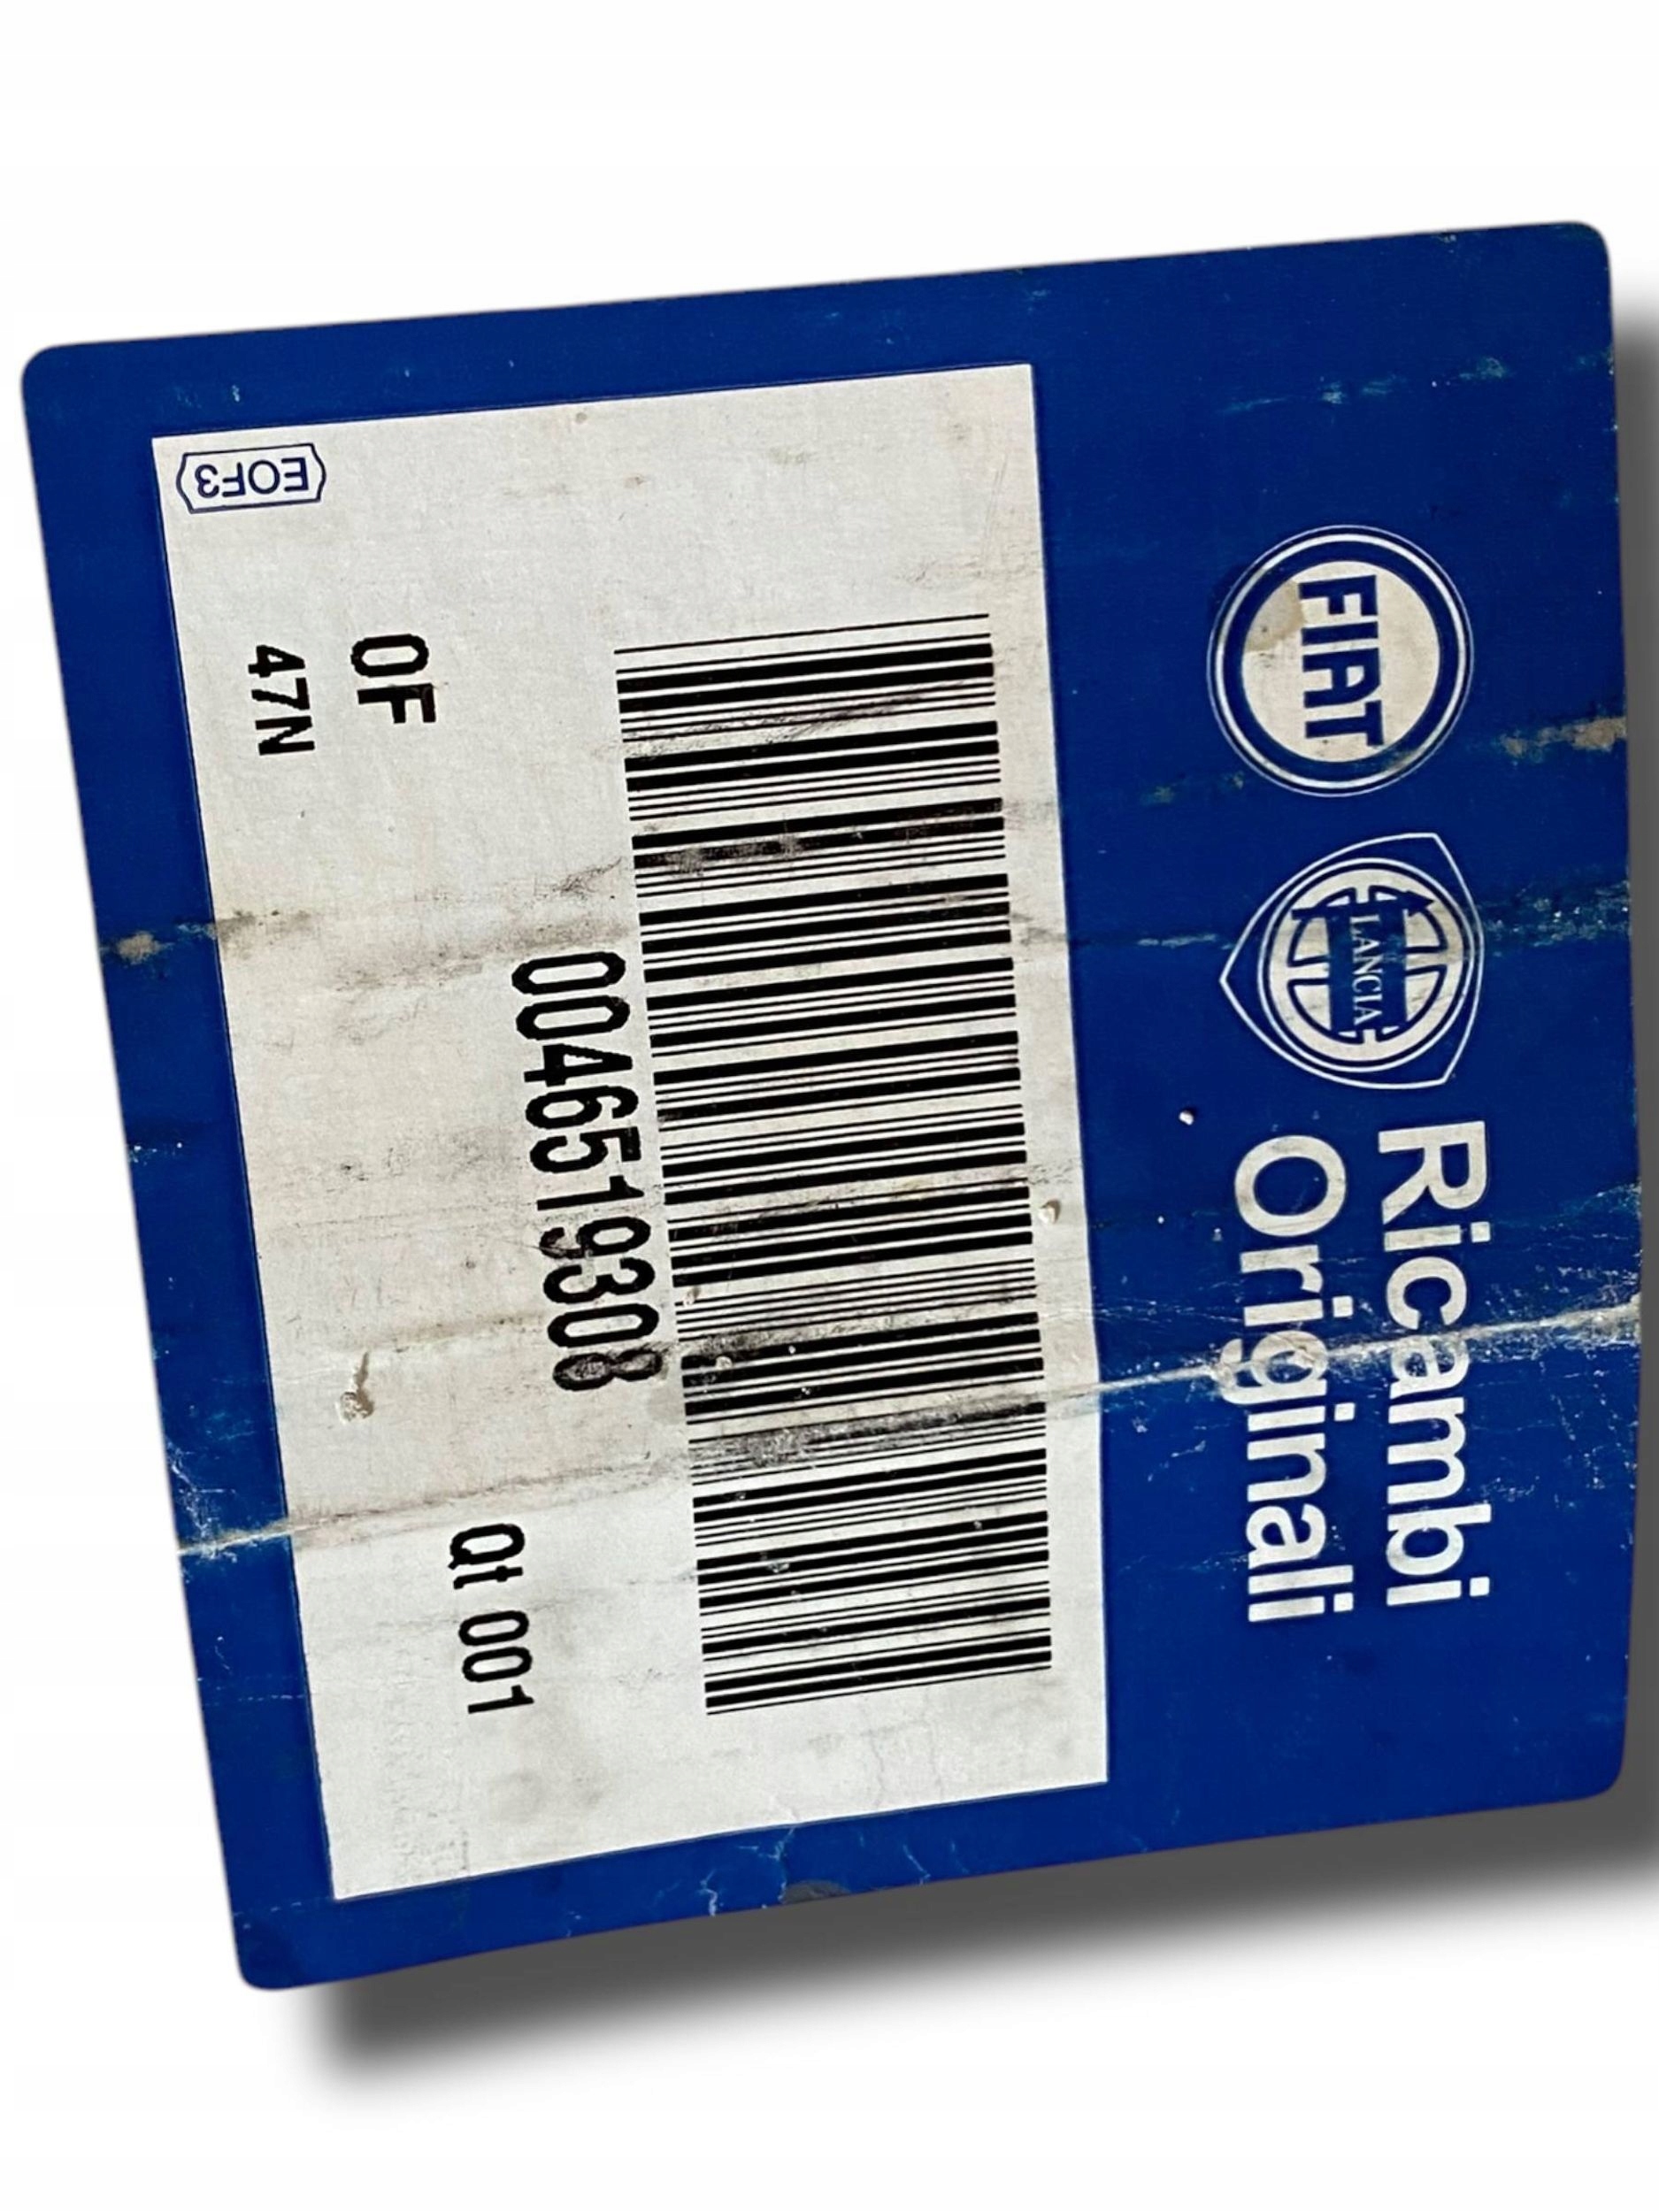 FIAT
LANCIA
Ricambi
Originali
0046519308
Qt 001
OF
47N
EOF3